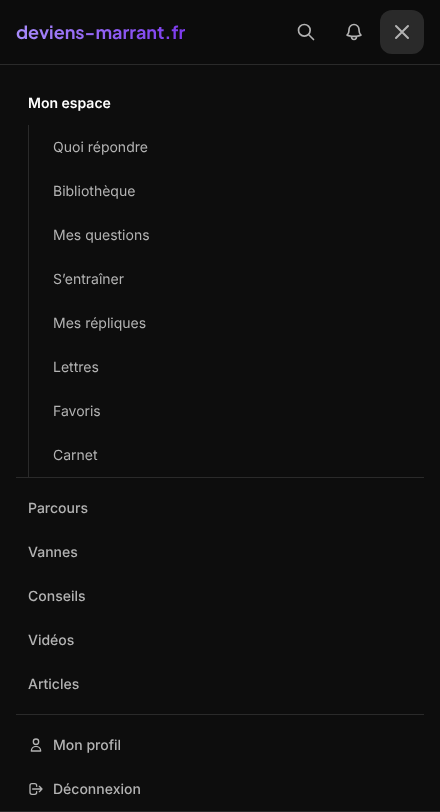 deviens-marrant.fr
Mon espace
Quoi répondre
Bibliothèque
Mes questions
S’entraîner
Mes répliques
Lettres
Favoris
Carnet
Parcours
Vannes
Conseils
Vidéos
Articles
Mon profil
Déconnexion